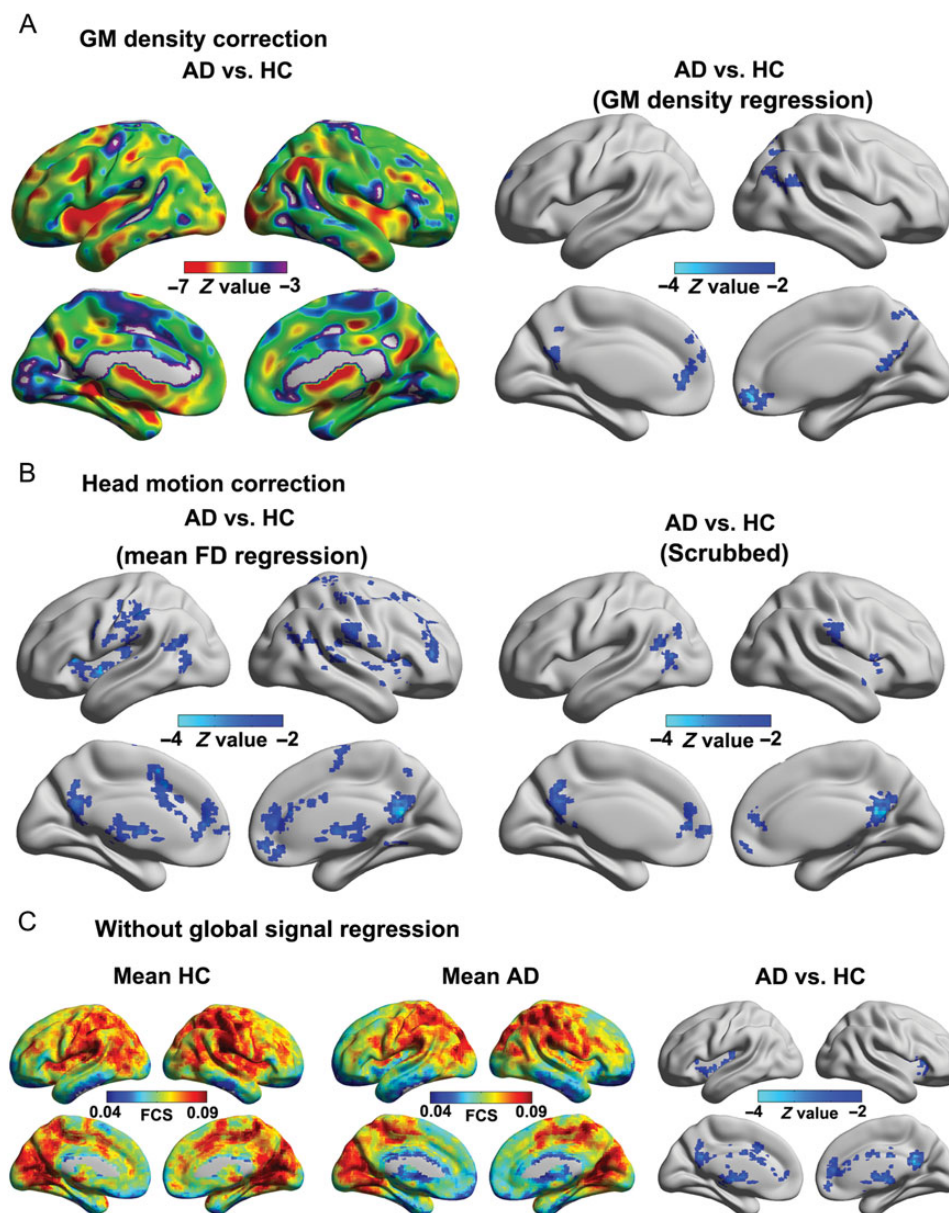 A
GM density correction
AD vs. HC
AD vs. HC
(GM density regression)
−7 Z value −3
−4 Z value −2
B
Head motion correction
AD vs. HC
(mean FD regression)
AD vs. HC
(Scrubbed)
−4 Z value −2
−4 Z value −2
C
Without global signal regression
Mean HC
Mean AD
AD vs. HC
0.04 FCS 0.09
0.04 FCS 0.09
−4 Z value −2